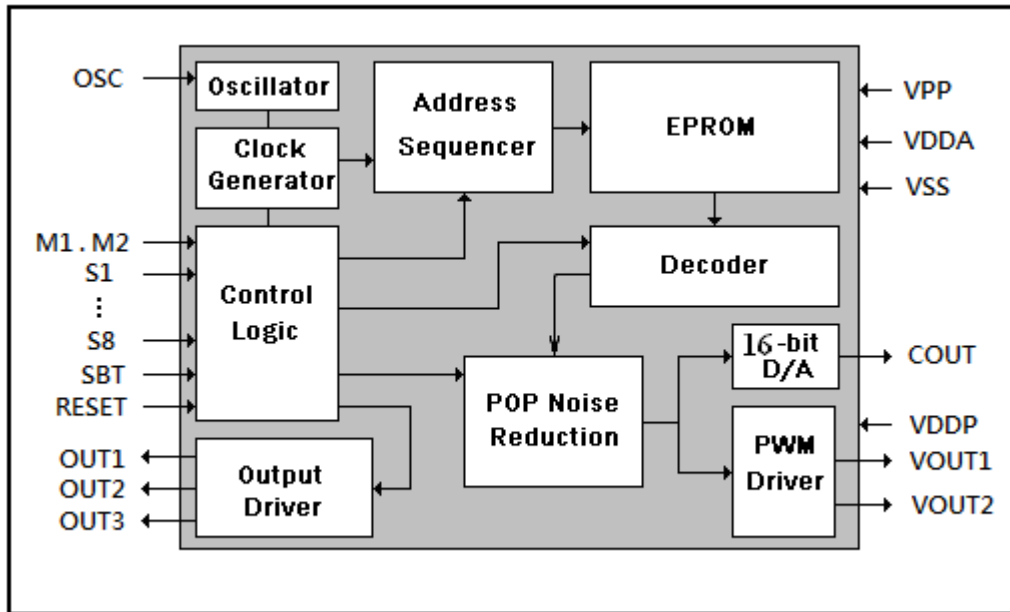 OSC
Oscillator
Clock
Generator
Address
Sequencer
EPROM
VPP
VDDA
VSS
M1 . M2
S1
⋮
S8
SBT
RESET
Control
Logic
Decoder
16-bit
D/A
COUT
POP Noise
Reduction
VDDP
PWM
Driver
VOUT1
VOUT2
OUT1
OUT2
OUT3
Output
Driver